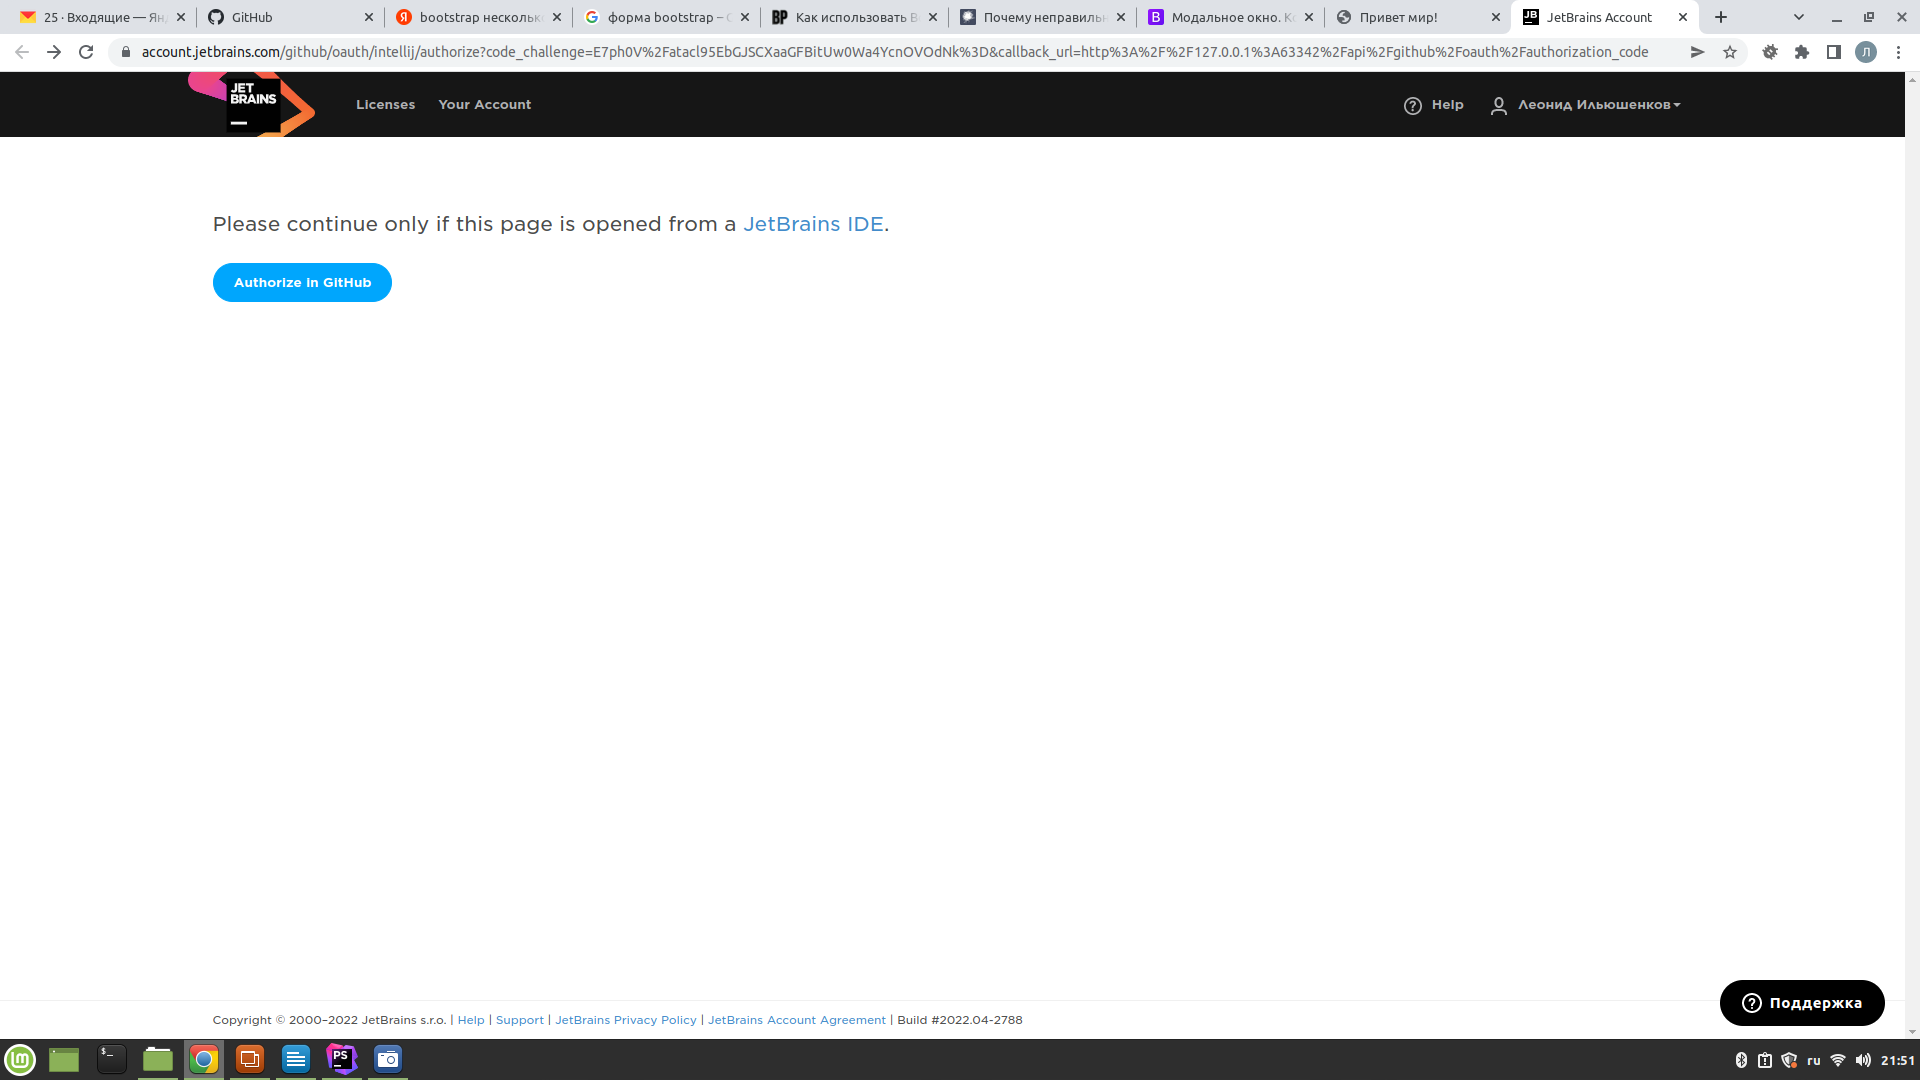 25 · Входящие — Ян
GitHub
bootstrap несколько
форма bootstrap –
Как использовать B
Почему неправильн
Модальное окно. Ко
Привет мир!
JetBrains Account
account.jetbrains.com/github/oauth/intellij/authorize?code_challenge=E7ph0V%2Fatacl95EbGJSCXaaGFBitUw0Wa4YcnOVOdNk%3D&callback_url=http%3A%2F%2F127.0.0.1%3A63342%2Fapi%2Fgithub%2Foauth%2Fauthorization_code
Л
JET
BRAINS
Licenses
Your Account
Help
Леонид Ильюшенков
Please continue only if this page is opened from a JetBrains IDE.
Authorize in GitHub
Поддержка
Copyright © 2000–2022 JetBrains s.r.o. | Help | Support | JetBrains Privacy Policy | JetBrains Account Agreement | Build #2022.04-2788
PS
ru
21:51